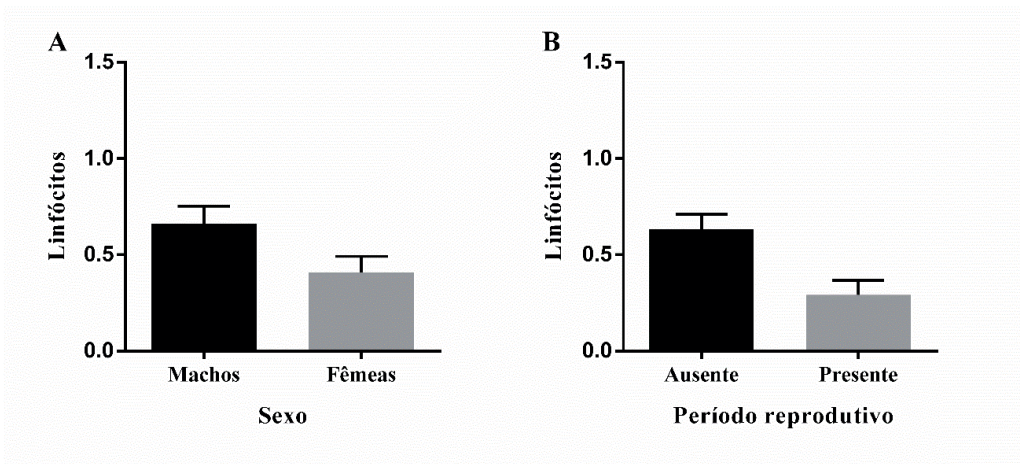 A
1.5
1.0
0.5
0.0
Linfócitos
Machos
Fêmeas
Sexo
B
1.5
1.0
0.5
0.0
Linfócitos
Ausente
Presente
Período reprodutivo